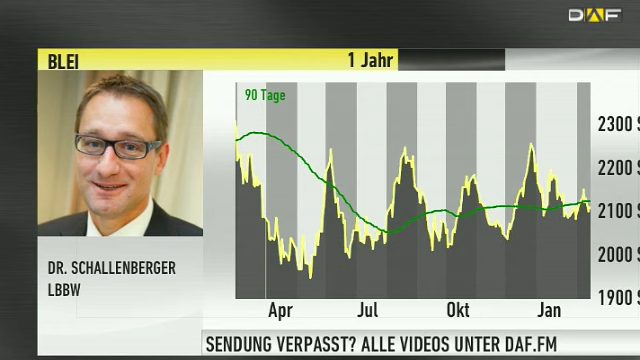 DAF
BLEI
1 Jahr
90 Tage
2300 $
2200 $
2100 $
2000 $
1900 $
Apr Jul Okt Jan
DR. SCHALLENBERGER
LBBW
SENDUNG VERPASST? ALLE VIDEOS UNTER DAF.FM